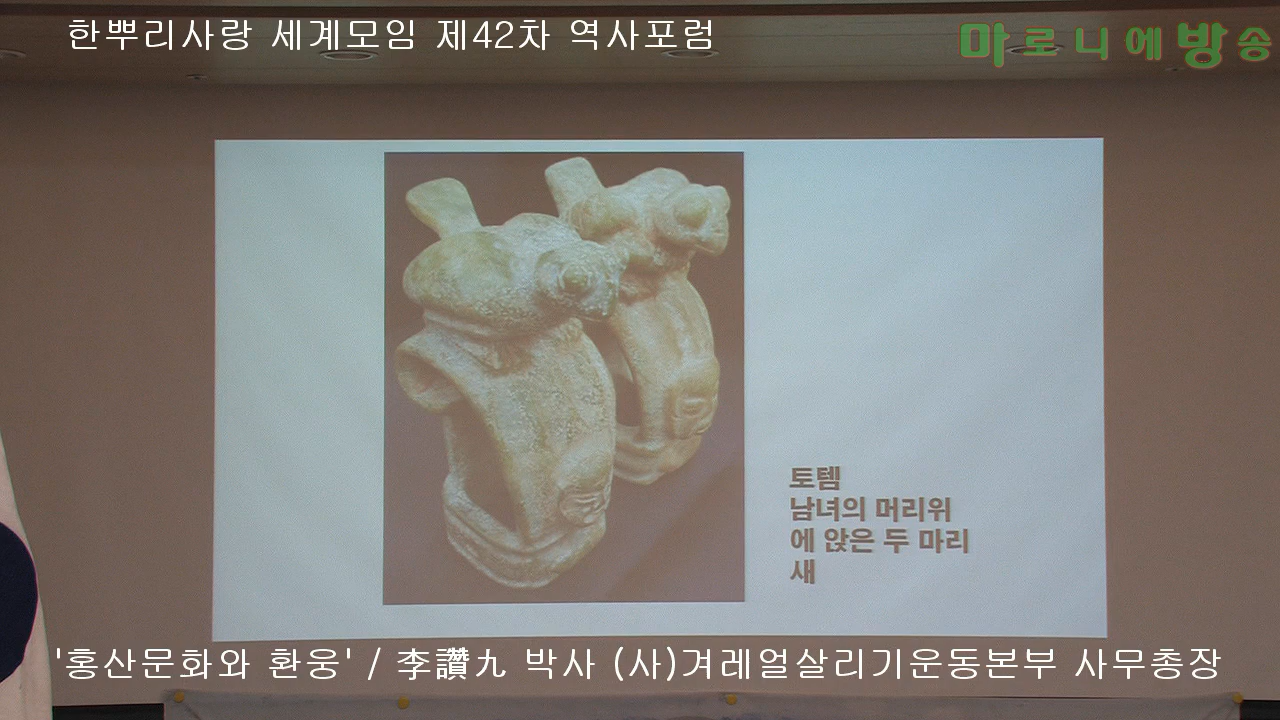 한뿌리사랑 세계모임 제42차 역사포럼
마로니에방송
토템
남녀의 머리위
에 앉은 두 마리
새
'홍산문화와 환웅' / 李讚九 박사 (사)겨레얼살리기운동본부 사무총장